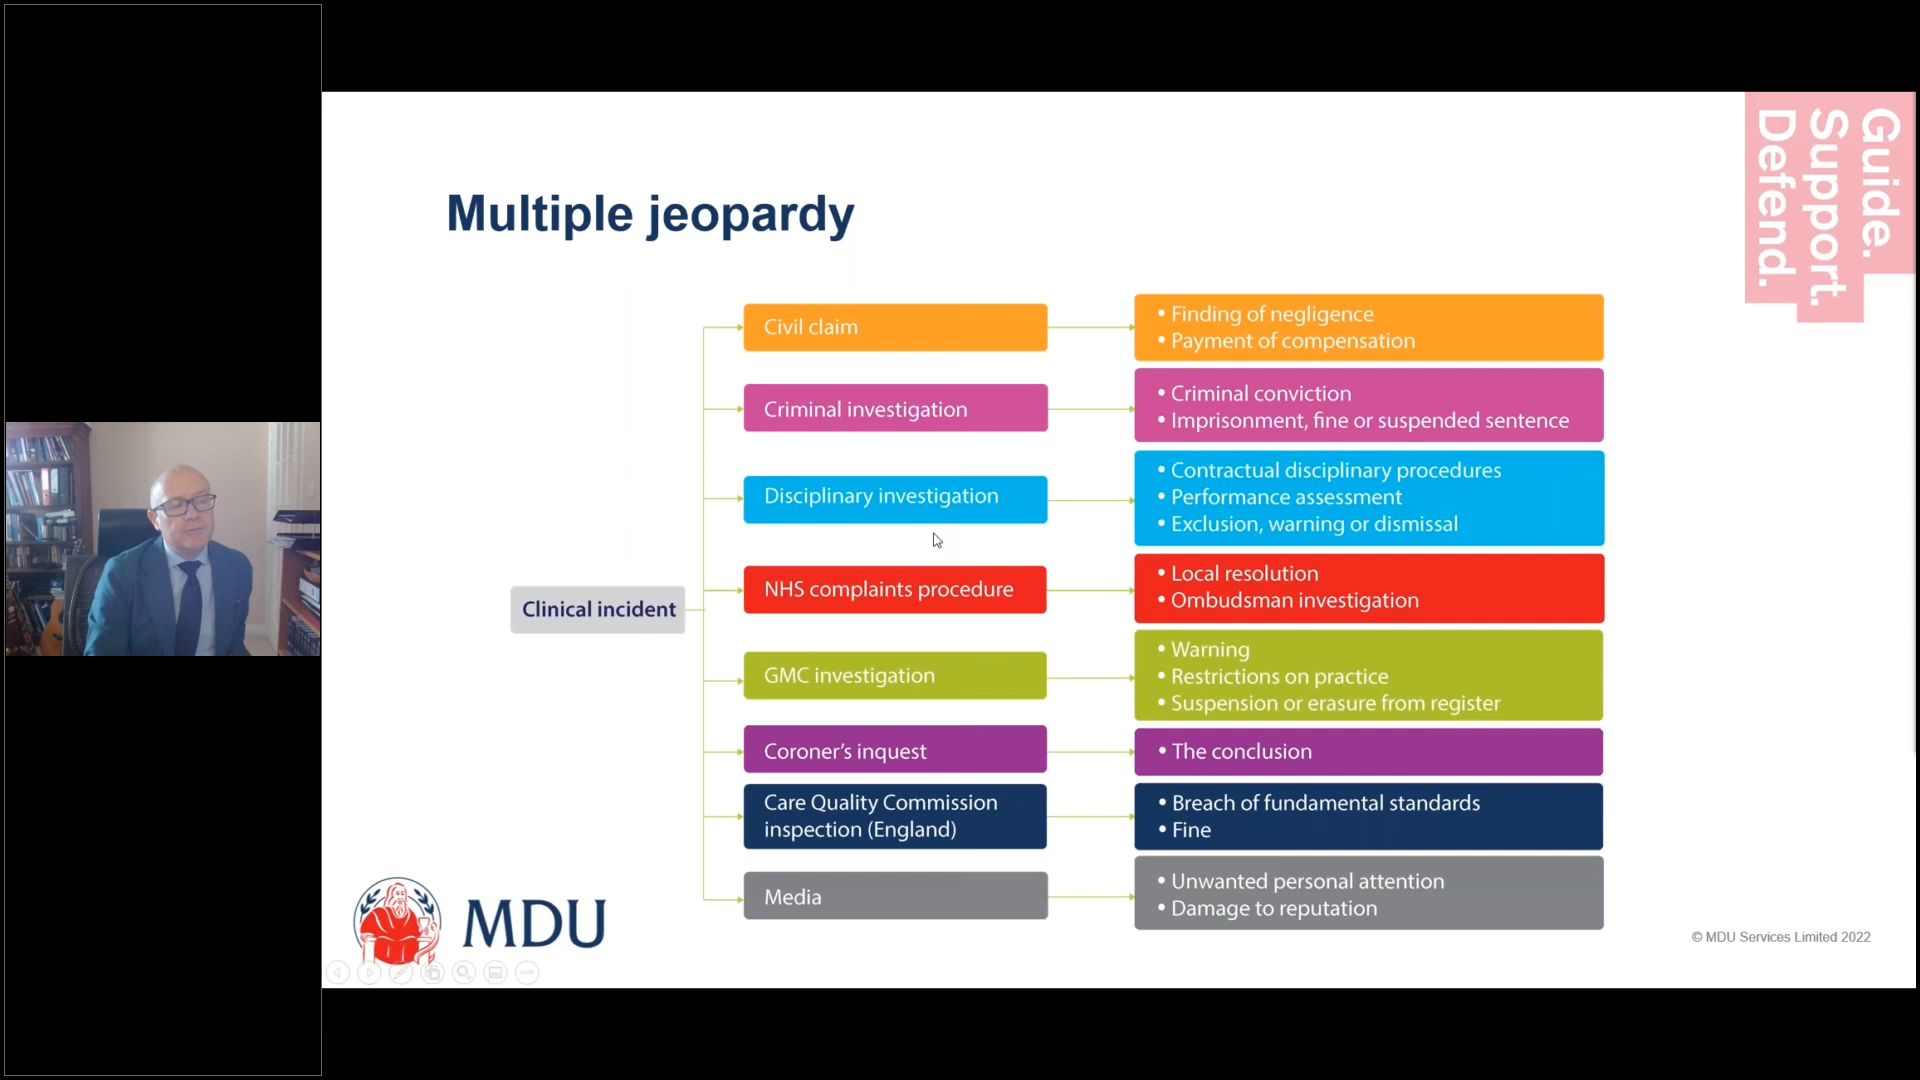 Multiple jeopardy
Guide.
Support.
Defend.
Clinical incident
Civil claim
• Finding of negligence
• Payment of compensation
Criminal investigation
• Criminal conviction
• Imprisonment, fine or suspended sentence
Disciplinary investigation
• Contractual disciplinary procedures
• Performance assessment
• Exclusion, warning or dismissal
NHS complaints procedure
• Local resolution
• Ombudsman investigation
GMC investigation
• Warning
• Restrictions on practice
• Suspension or erasure from register
Coroner’s inquest
• The conclusion
Care Quality Commission
inspection (England)
• Breach of fundamental standards
• Fine
Media
• Unwanted personal attention
• Damage to reputation
MDU
© MDU Services Limited 2022